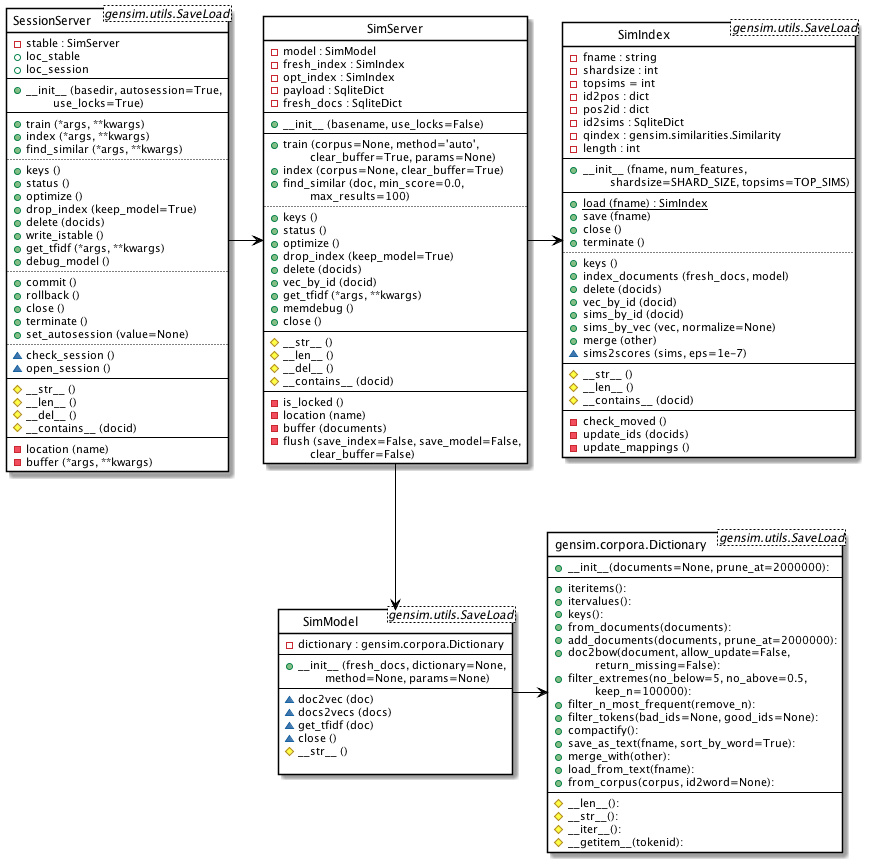 SessionServer
gensim.utils.SaveLoad
stable : SimServer
loc_stable
loc_session
__init__ (basedir, autosession=True,
use_locks=True)
train (*args, **kwargs)
index (*args, **kwargs)
find_similar (*args, **kwargs)
keys ()
status ()
optimize ()
drop_index (keep_model=True)
delete (docids)
write_istable ()
get_tfidf (*args, **kwargs)
debug_model ()
commit ()
rollback ()
close ()
terminate ()
set_autosession (value=None)
check_session ()
open_session ()
__str__ ()
__len__ ()
__del__ ()
__contains__ (docid)
location (name)
buffer (*args, **kwargs)
SimServer
model : SimModel
fresh_index : SimIndex
opt_index : SimIndex
payload : SqliteDict
fresh_docs : SqliteDict
__init__ (basename, use_locks=False)
train (corpus=None, method='auto',
clear_buffer=True, params=None)
index (corpus=None, clear_buffer=True)
find_similar (doc, min_score=0.0,
max_results=100)
keys ()
status ()
optimize ()
drop_index (keep_model=True)
delete (docids)
vec_by_id (docid)
get_tfidf (*args, **kwargs)
memdebug ()
close ()
__str__ ()
__len__ ()
__del__ ()
__contains__ (docid)
is_locked ()
location (name)
buffer (documents)
flush (save_index=False, save_model=False,
clear_buffer=False)
SimIndex
gensim.utils.SaveLoad
fname : string
shardsize : int
topsims = int
id2pos : dict
pos2id : dict
id2sims : SqliteDict
qindex : gensim.similarities.Similarity
length : int
__init__ (fname, num_features,
shardsize=SHARD_SIZE, topsims=TOP_SIMS)
load (fname) : SimIndex
save (fname)
close ()
terminate ()
keys ()
index_documents (fresh_docs, model)
delete (docids)
vec_by_id (docid)
sims_by_id (docid)
sims_by_vec (vec, normalize=None)
merge (other)
sims2scores (sims, eps=1e-7)
__str__ ()
__len__ ()
__contains__ (docid)
check_moved ()
update_ids (docids)
update_mappings ()
SimModel
gensim.utils.SaveLoad
dictionary : gensim.corpora.Dictionary
__init__ (fresh_docs, dictionary=None,
method=None, params=None)
doc2vec (doc)
docs2vecs (docs)
get_tfidf (doc)
close ()
__str__ ()
gensim.corpora.Dictionary
gensim.utils.SaveLoad
__init__(documents=None, prune_at=2000000):
iteritems():
itervalues():
keys():
from_documents(documents):
add_documents(documents, prune_at=2000000):
doc2bow(document, allow_update=False,
return_missing=False):
filter_extremes(no_below=5, no_above=0.5,
keep_n=100000):
filter_n_most_frequent(remove_n):
filter_tokens(bad_ids=None, good_ids=None):
compactify():
save_as_text(fname, sort_by_word=True):
merge_with(other):
load_from_text(fname):
from_corpus(corpus, id2word=None):
__len__():
__str__():
__iter__():
__getitem__(tokenid):